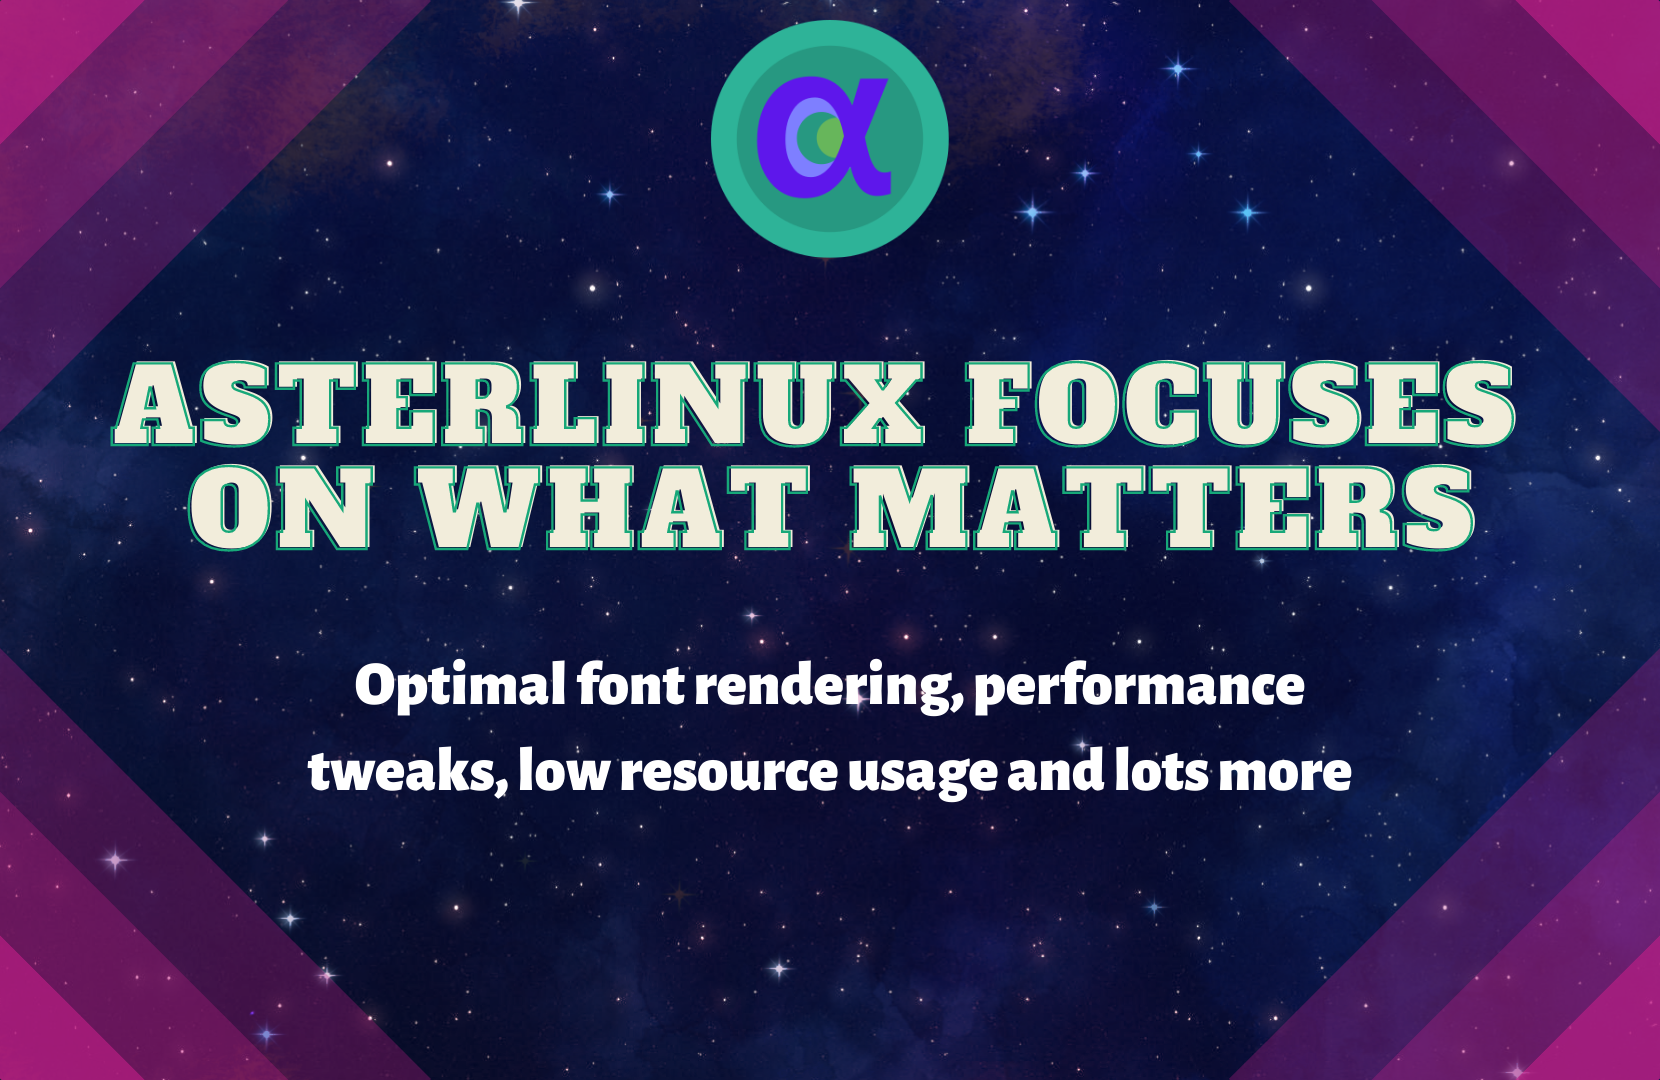 ASTERLINUX FOCUSES
ON WHAT MATTERS
Optimal font rendering, performance
tweaks, low resource usage and lots more